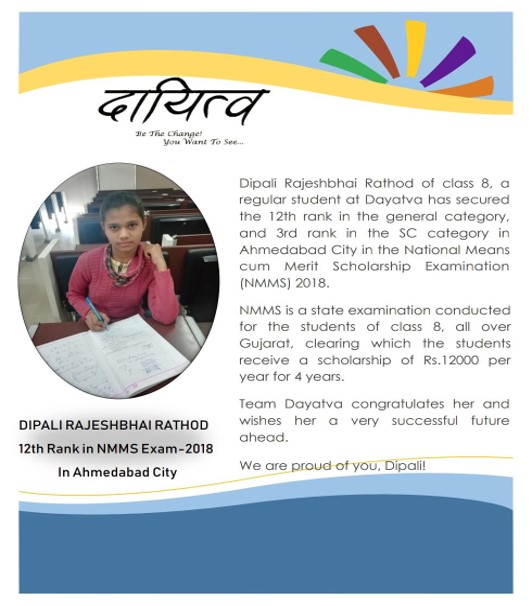 दायित्व
Be The Change!
You Want To See...
Dipali Rajeshbhai Rathod of class 8, a
regular student at Dayatva has secured
the 12th rank in the general category,
and 3rd rank in the SC category in
Ahmedabad City in the National Means
cum Merit Scholarship Examination
(NMMS) 2018.
NMMS is a state examination conducted
for the students of class 8, all over
Gujarat, clearing which the students
receive a scholarship of Rs.12000 per
year for 4 years.
Team Dayatva congratulates her and
wishes her a very successful future
ahead.
We are proud of you, Dipali!
DIPALI RAJESHBHAI RATHOD
12th Rank in NMMS Exam-2018
In Ahmedabad City